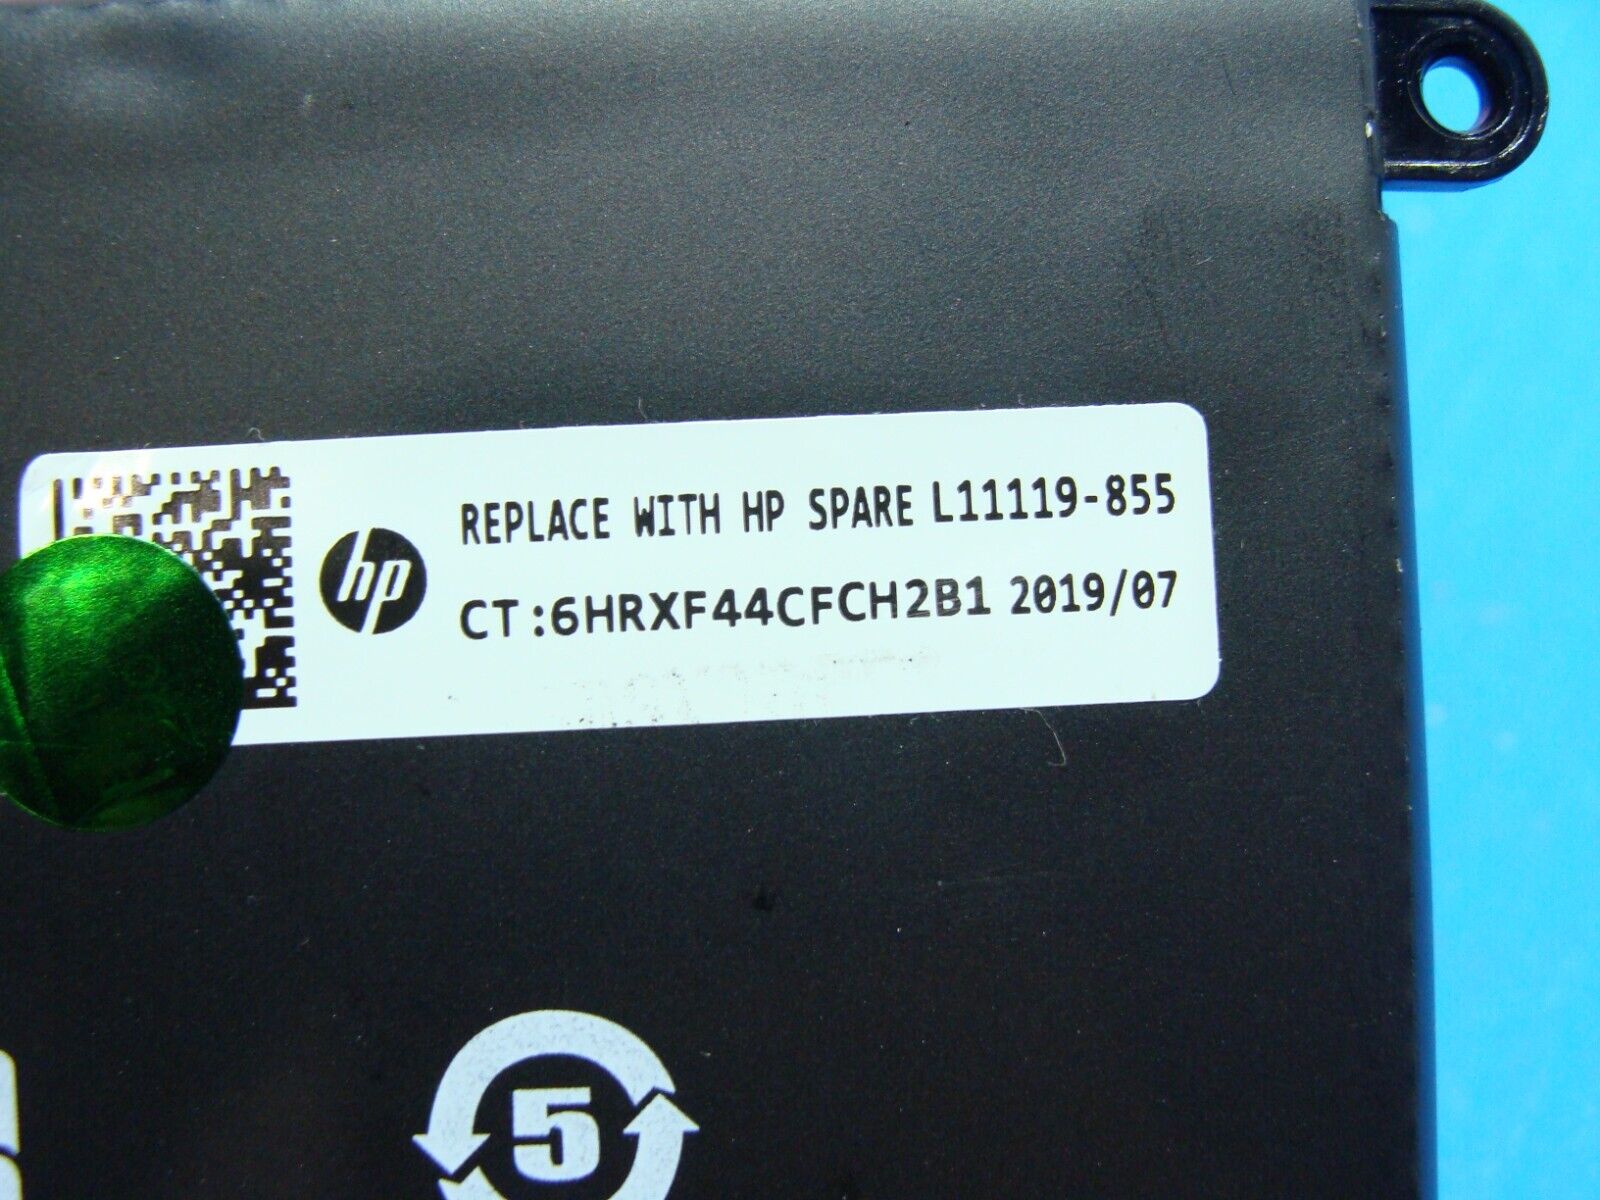 hp
REPLACE WITH HP SPARE L11119-855
CT:6HRXF44CFCH2B1 2019/07
5